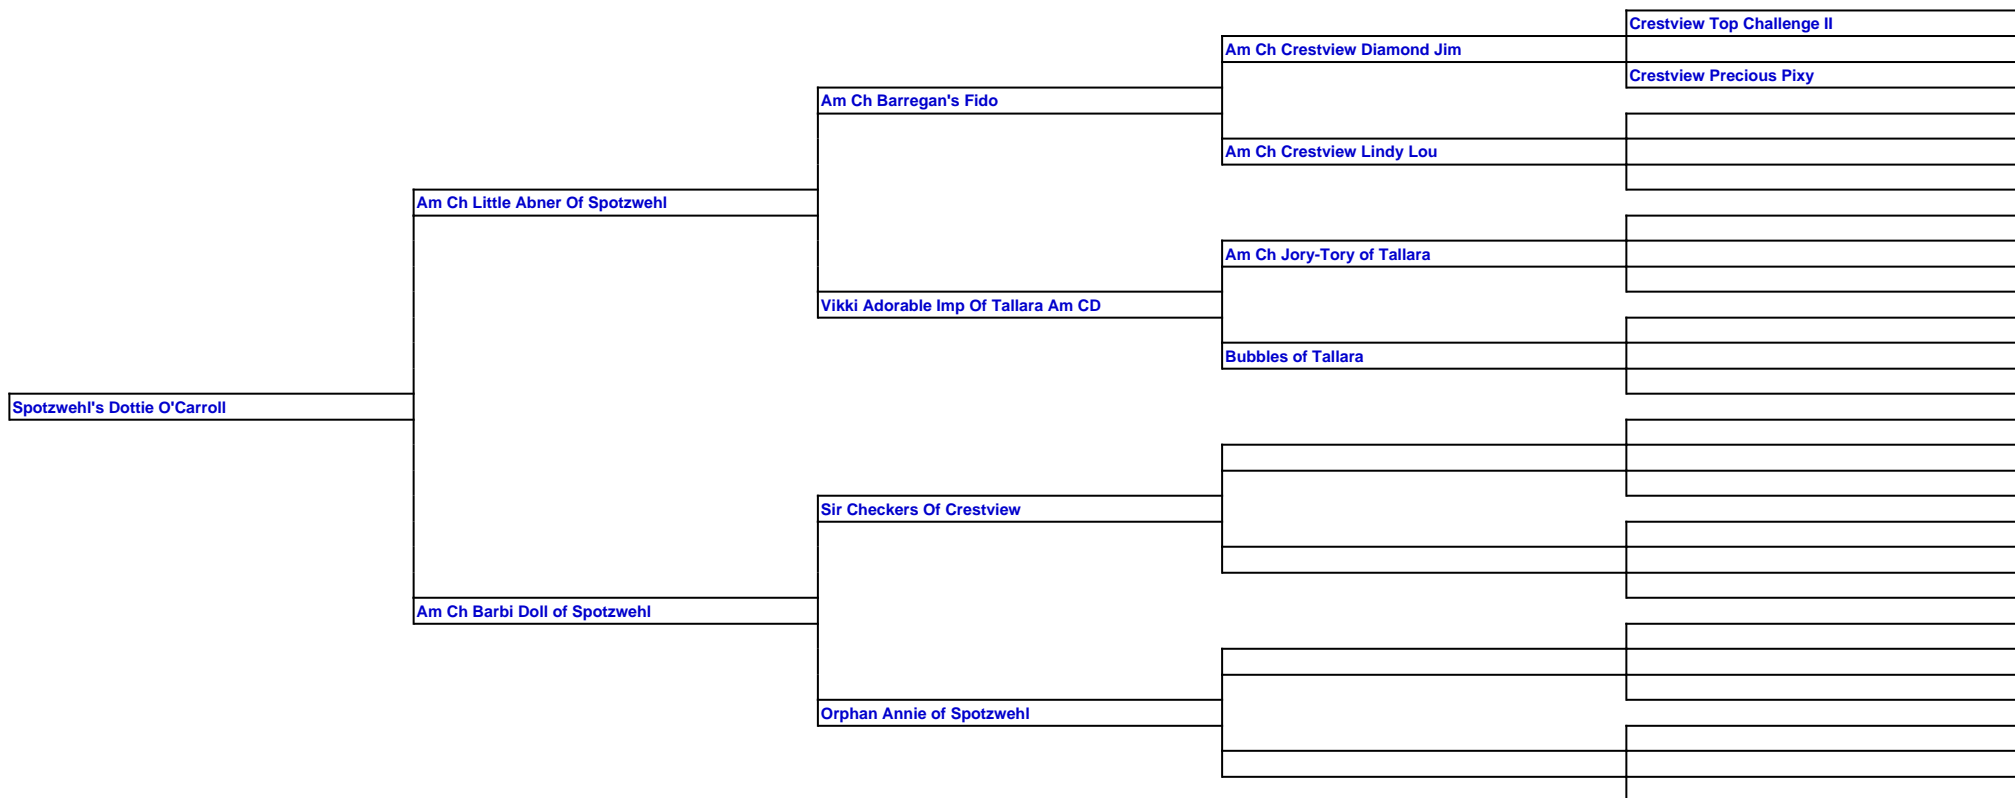 Crestview Top Challenge II
Am Ch Crestview Diamond Jim
Crestview Precious Pixy
Am Ch Barregan's Fido
Am Ch Crestview Lindy Lou
Am Ch Little Abner Of Spotzwehl
Am Ch Jory-Tory of Tallara
Vikki Adorable Imp Of Tallara Am CD
Bubbles of Tallara
Spotzwehl's Dottie O'Carroll
Sir Checkers Of Crestview
Am Ch Barbi Doll of Spotzwehl
Orphan Annie of Spotzwehl